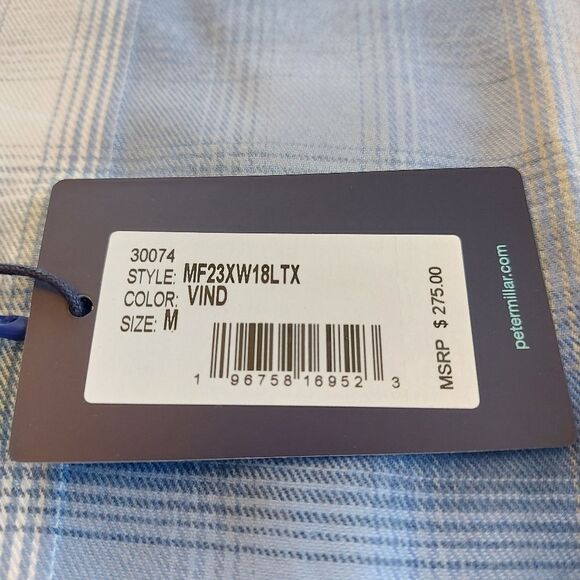 30074
STYLE: MF23XW18LTX
COLOR: VIND
SIZE: M
1 96758 16952 3
MSRP $ 275.00
petermillar.com